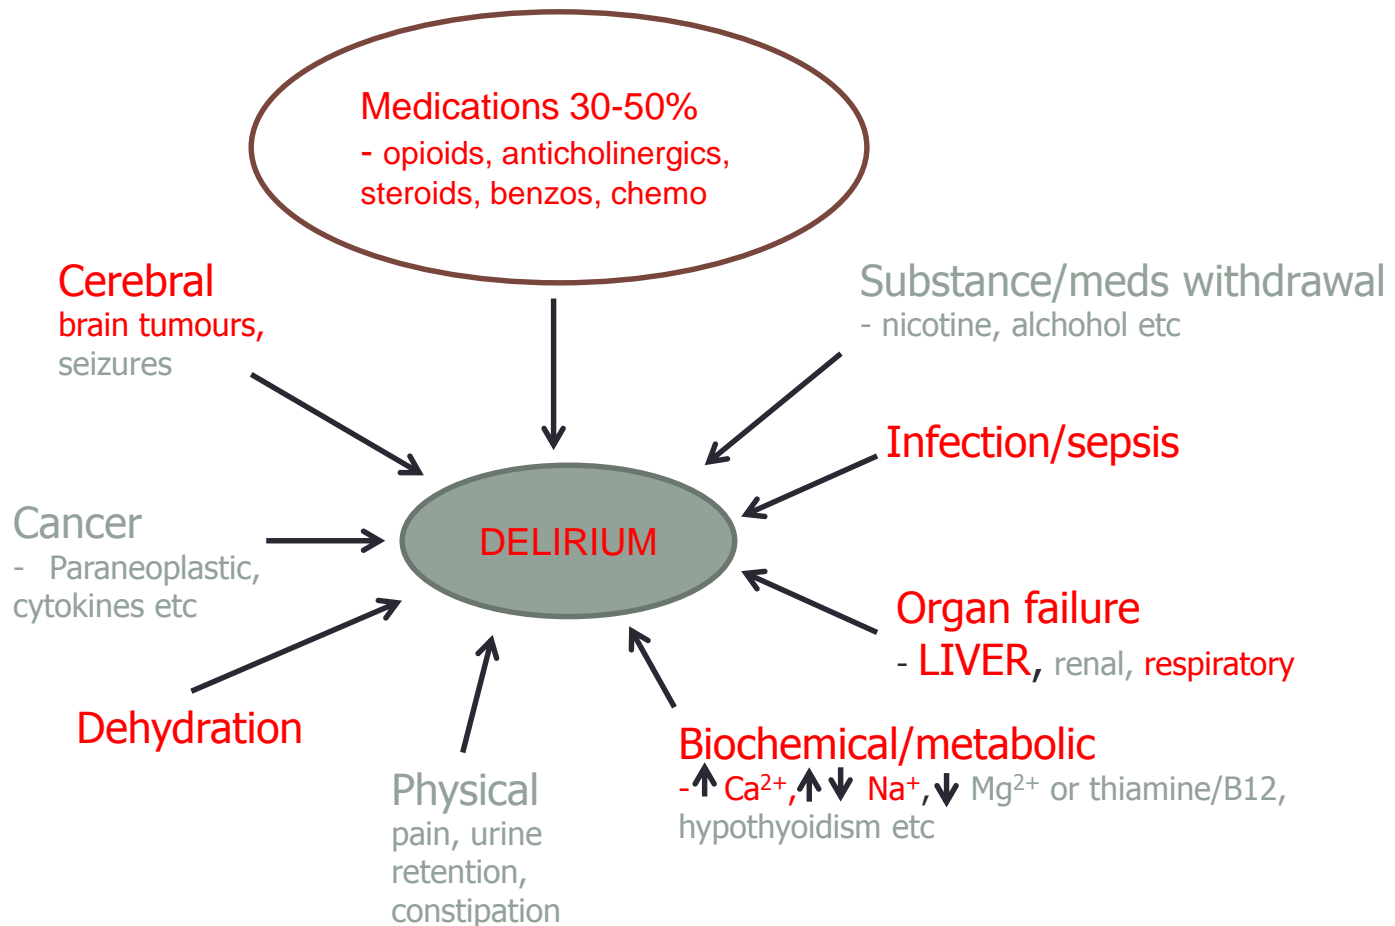 Medications 30-50%
- opioids, anticholinergics,
steroids, benzos, chemo
Cerebral
brain tumours,
seizures
Substance/meds withdrawal
- nicotine, alchohol etc
Infection/sepsis
Cancer
- Paraneoplastic,
cytokines etc
DELIRIUM
Organ failure
- LIVER, renal, respiratory
Dehydration
Biochemical/metabolic
-↑ Ca²⁺,↑↓ Na⁺,↓ Mg²⁺ or thiamine/B12,
hypothyoidism etc
Physical
pain, urine
retention,
constipation